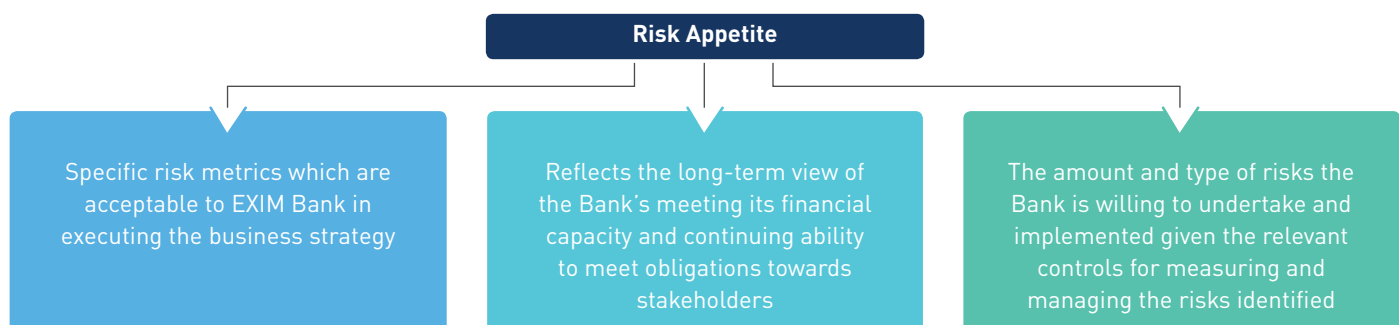 Risk Appetite
Specific risk metrics which are
acceptable to EXIM Bank in
executing the business strategy
Reflects the long-term view of
the Bank's meeting its financial
capacity and continuing ability
to meet obligations towards
stakeholders
The amount and type of risks the
Bank is willing to undertake and
implemented given the relevant
controls for measuring and
managing the risks identified